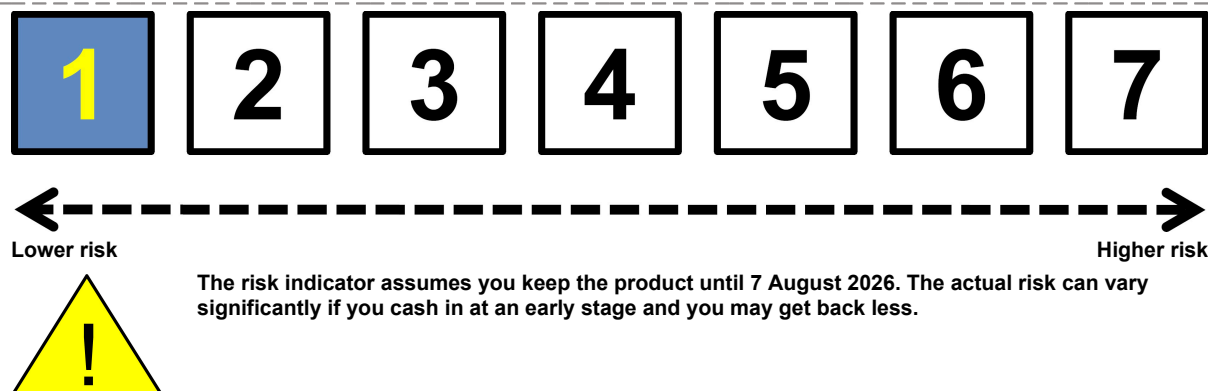 1 2 3 4 5 6 7
Lower risk Higher risk
The risk indicator assumes you keep the product until 7 August 2026. The actual risk can vary
significantly if you cash in at an early stage and you may get back less.
!